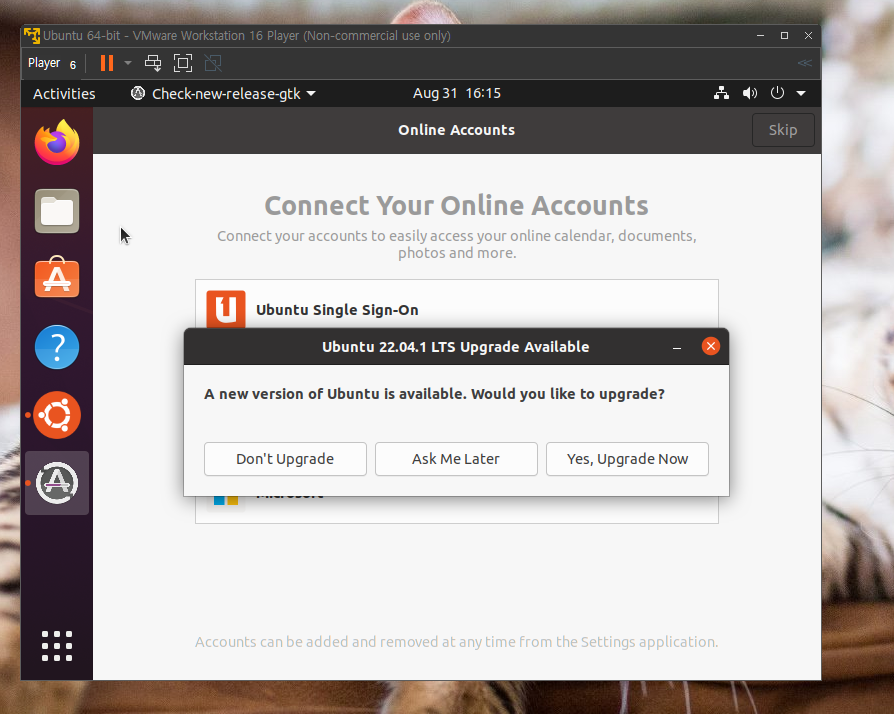 Ubuntu 64-bit - VMware Workstation 16 Player (Non-commercial use only)
Player 6
Activities
Check-new-release-gtk
Aug 31 16:15
Online Accounts
Skip
Connect Your Online Accounts
Connect your accounts to easily access your online calendar, documents,
photos and more.
Ubuntu Single Sign-On
Ubuntu 22.04.1 LTS Upgrade Available
A new version of Ubuntu is available. Would you like to upgrade?
Don't Upgrade
Ask Me Later
Yes, Upgrade Now
Microsoft
Accounts can be added and removed at any time from the Settings application.